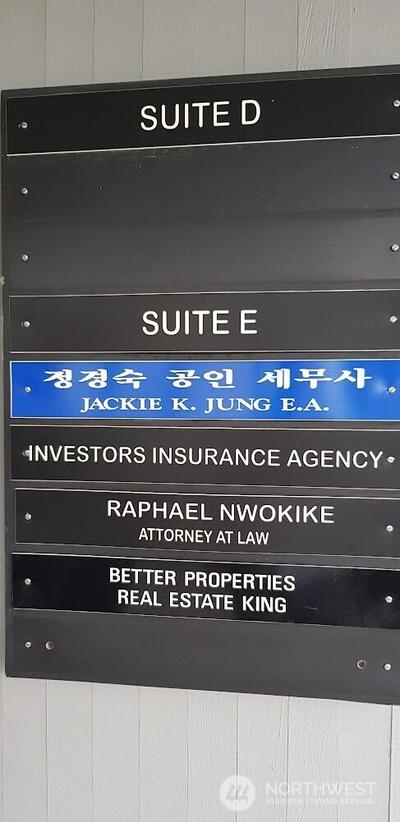 SUITE D
SUITE E
정경숙 공인 세무사
JACKIE K. JUNG E.A.
INVESTORS INSURANCE AGENCY
RAPHAEL NWOKIKE
ATTORNEY AT LAW
BETTER PROPERTIES
REAL ESTATE KING
NORTHWEST
MULTIPLE LISTING SERVICE